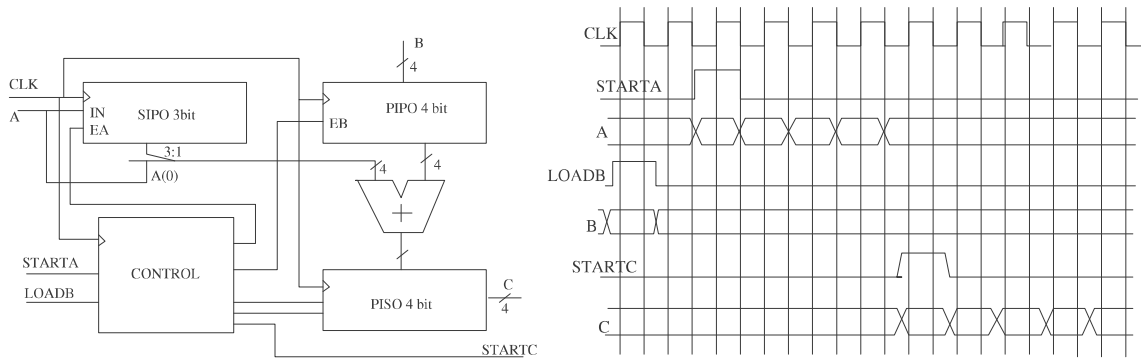 B
4
CLK
A
IN
EA
SIPO 3bit
PIPO 4 bit
EB
3:1
A(0)
4
4
+
CONTROL
STARTA
LOADB
PISO 4 bit
C
4
STARTC
CLK
STARTA
A
LOADB
B
STARTC
C